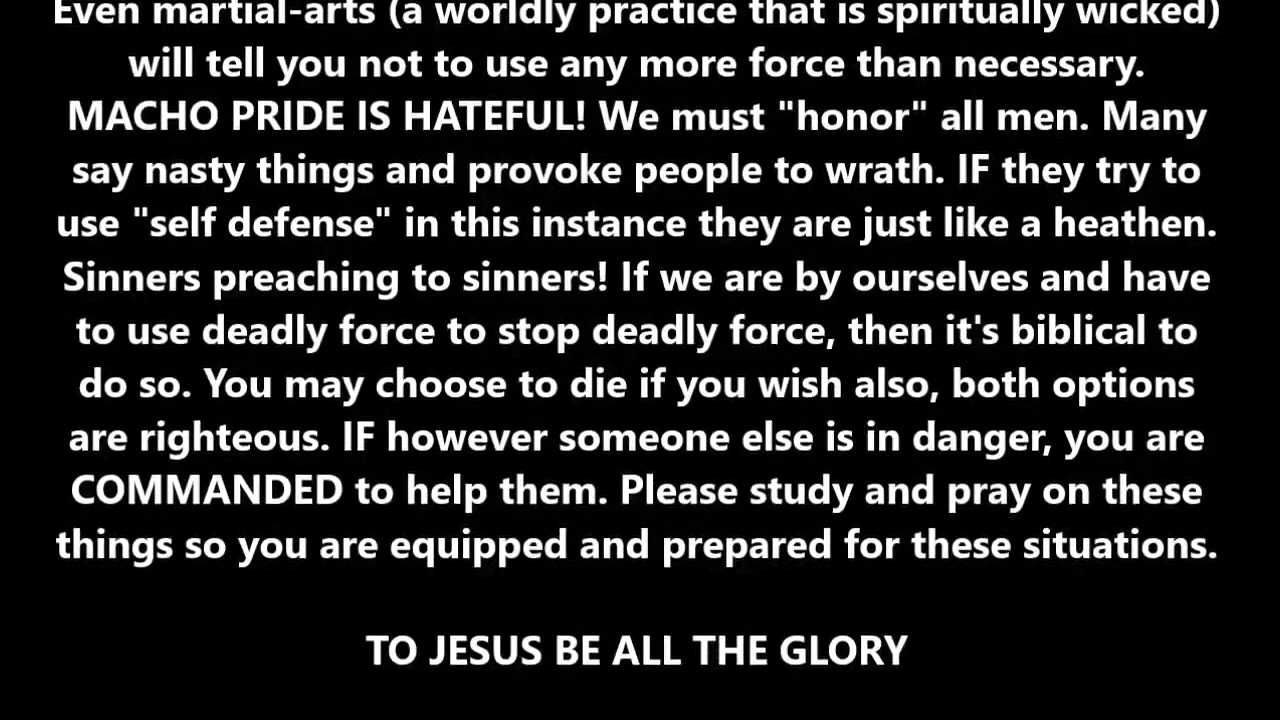 Even martial-arts (a worldly practice that is spiritually wicked)
will tell you not to use any more force than necessary.
MACHO PRIDE IS HATEFUL! We must "honor" all men. Many
say nasty things and provoke people to wrath. IF they try to
use "self defense" in this instance they are just like a heathen.
Sinners preaching to sinners! If we are by ourselves and have
to use deadly force to stop deadly force, then it's biblical to
do so. You may choose to die if you wish also, both options
are righteous. IF however someone else is in danger, you are
COMMANDED to help them. Please study and pray on these
things so you are equipped and prepared for these situations.
TO JESUS BE ALL THE GLORY